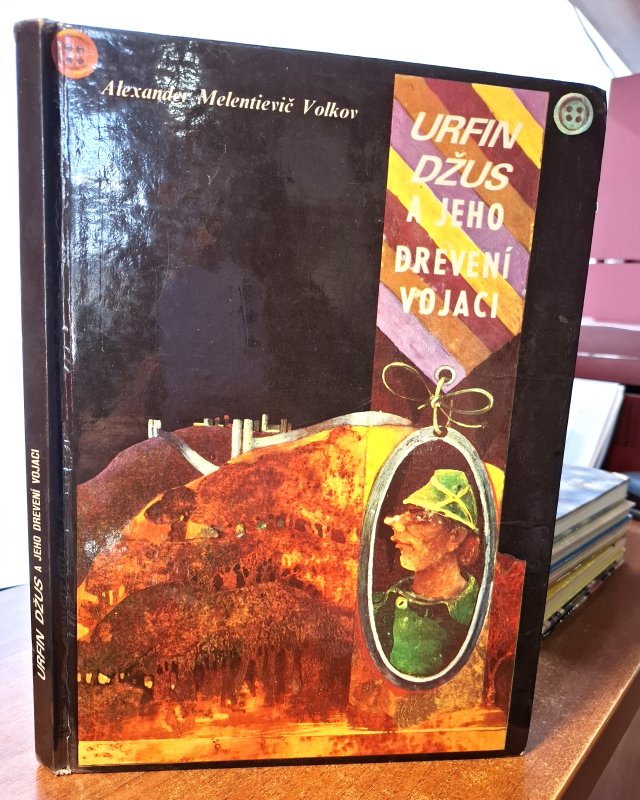 Alexander Melentievič Volkov
URFIN
DŽUS
A JEHO
DREVENÍ
VOJACI
URFIN DŽUS A JEHO DREVENÍ VOJACI